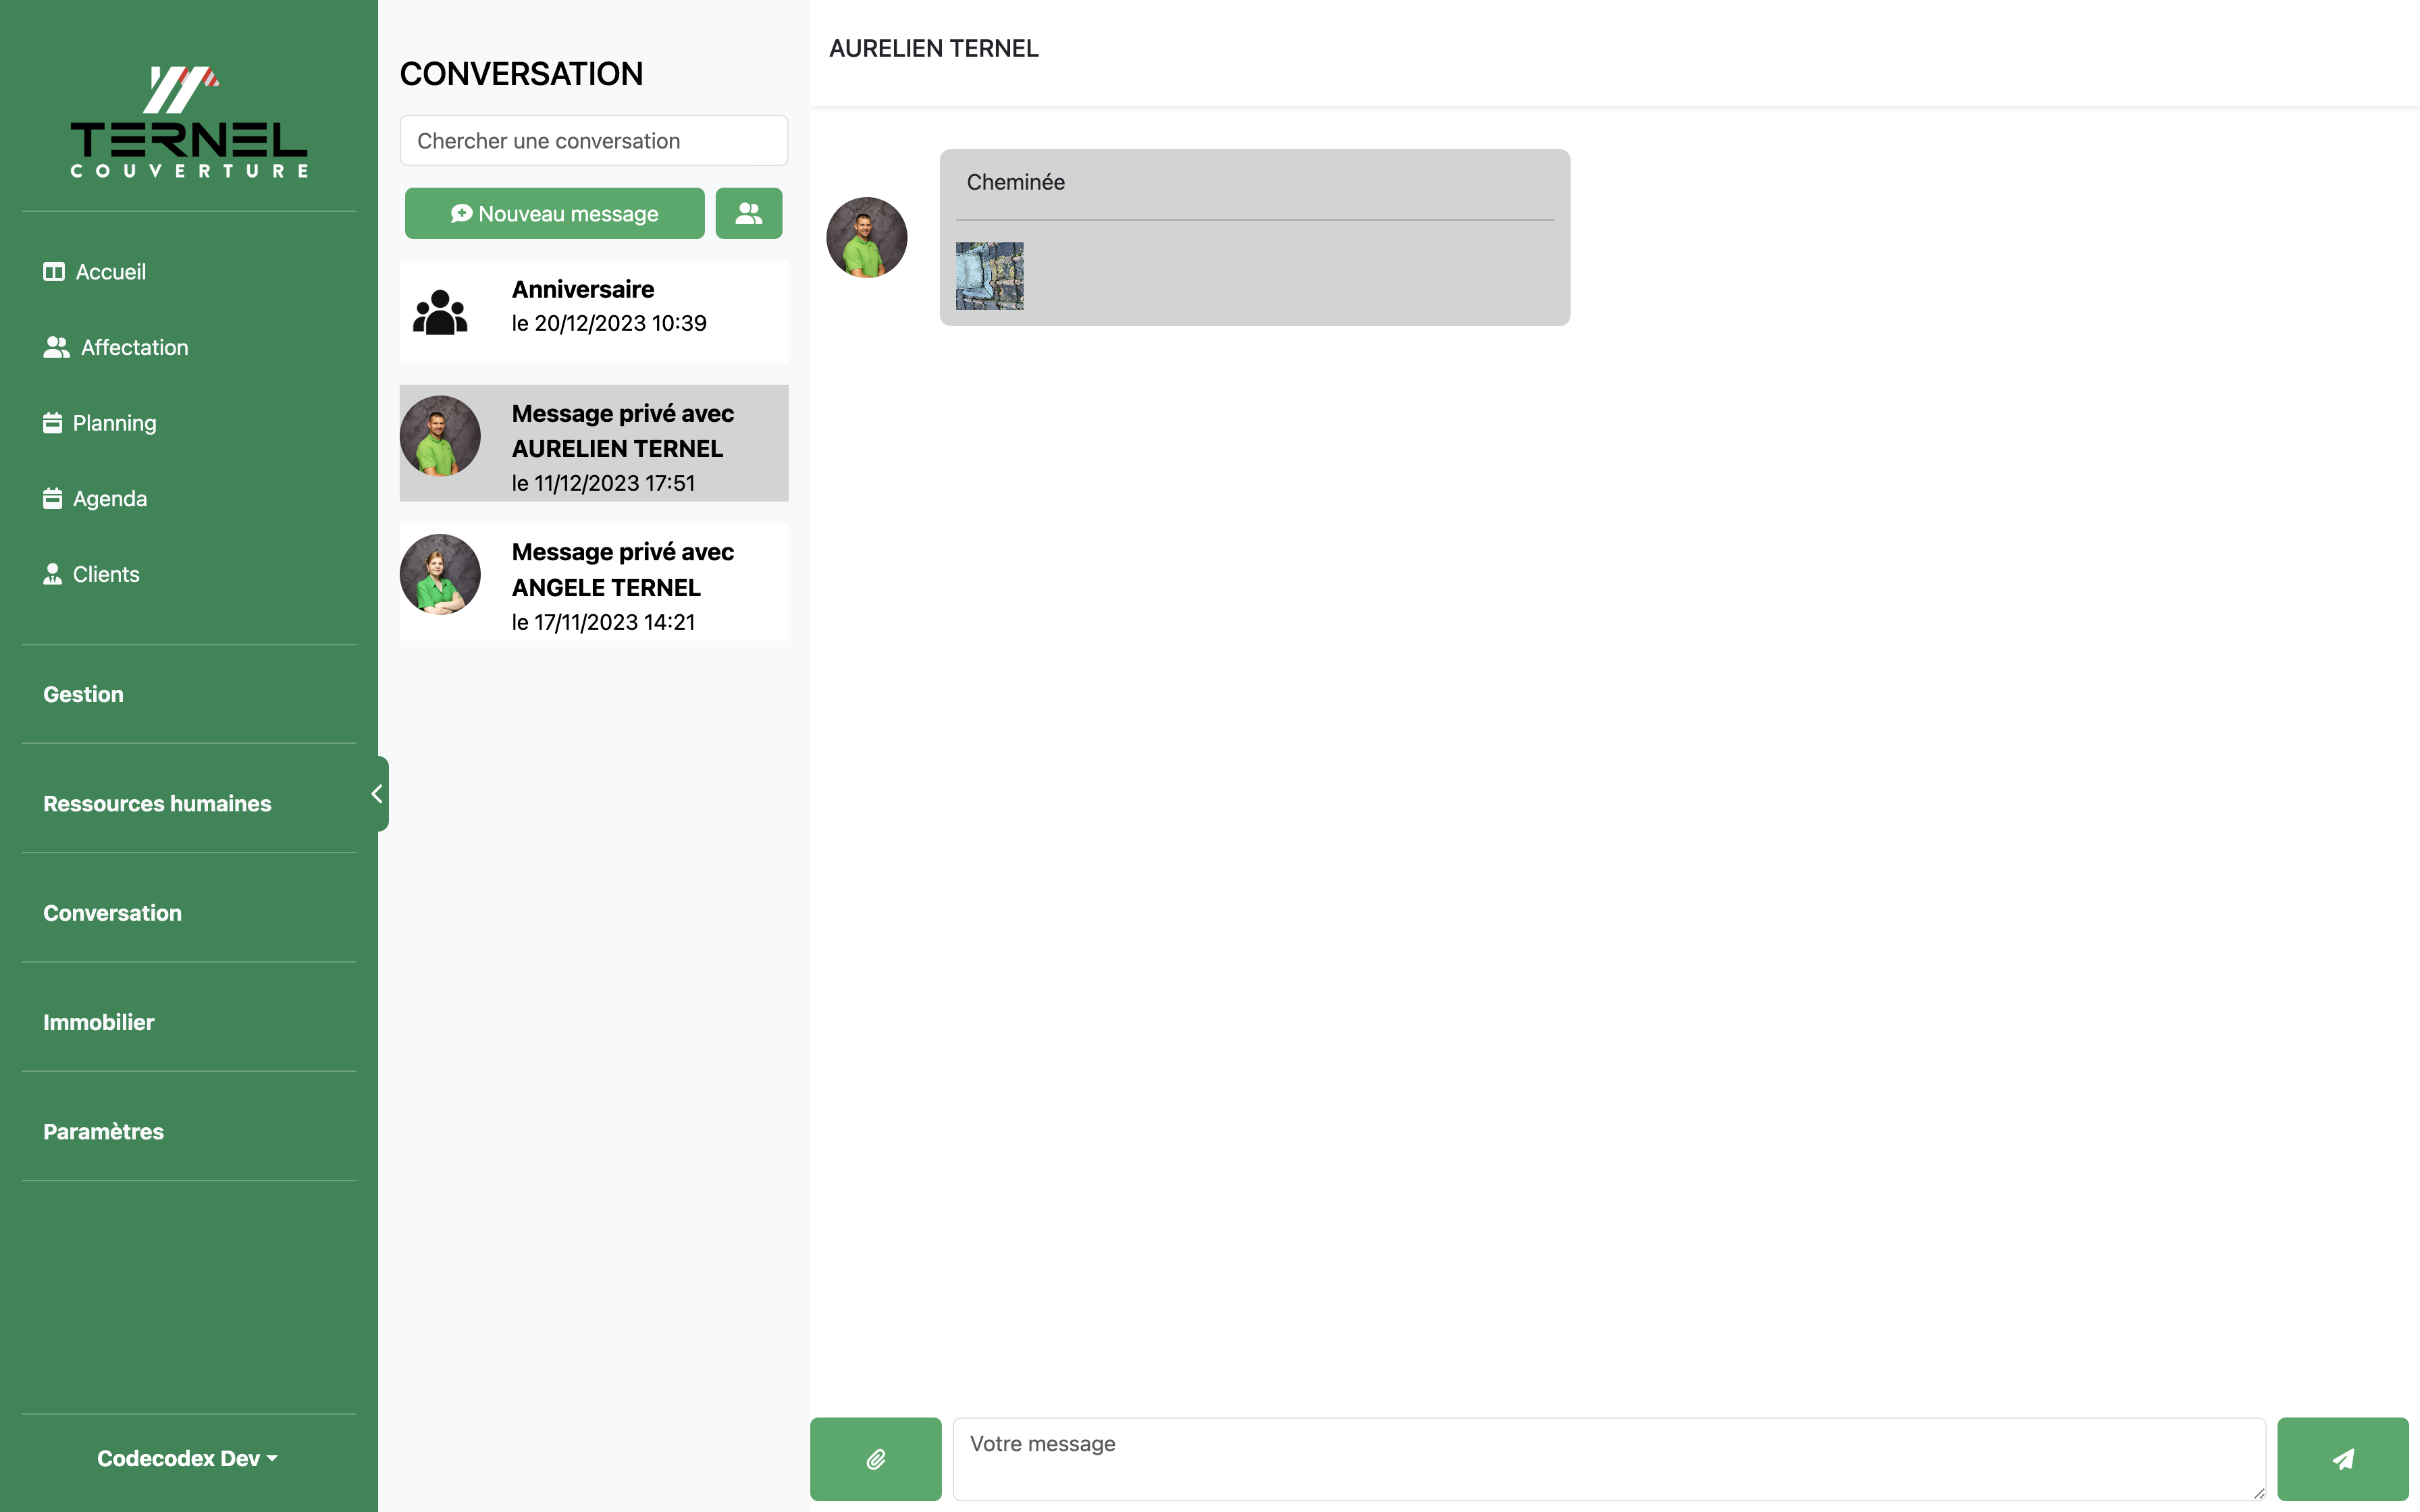 TERNEL
COUVERTURE
Accueil
Affectation
Planning
Agenda
Clients
Gestion
Ressources humaines
Conversation
Immobilier
Paramètres
Codecodex Dev
CONVERSATION
Chercher une conversation
Nouveau message
Anniversaire
le 20/12/2023 10:39
Message privé avec
AURELIEN TERNEL
le 11/12/2023 17:51
Message privé avec
ANGELE TERNEL
le 17/11/2023 14:21
AURELIEN TERNEL
Cheminée
Votre message